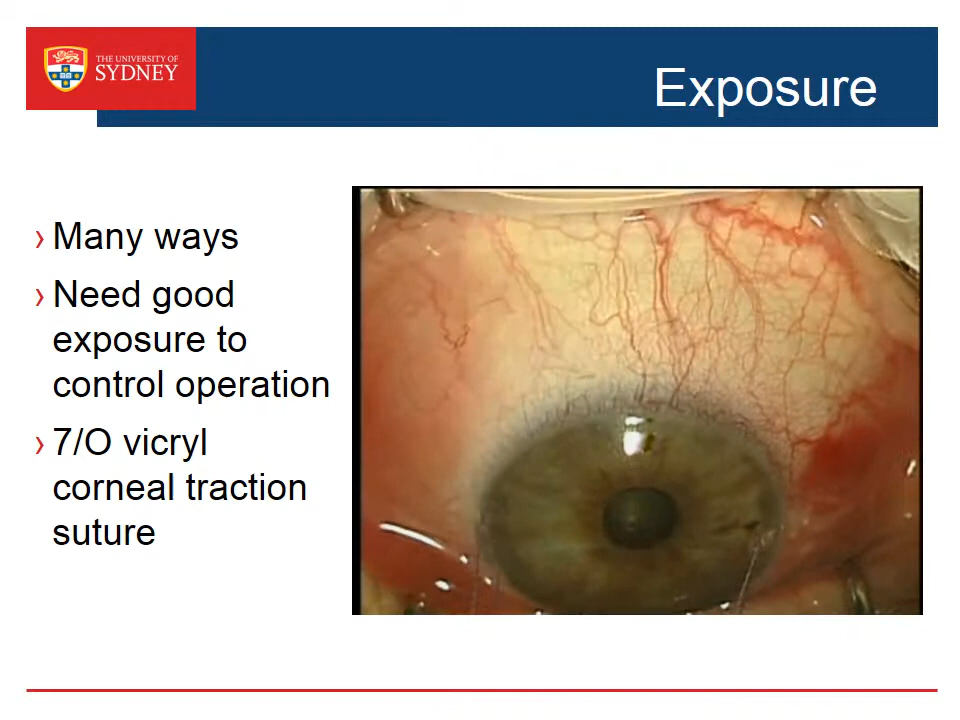 THE UNIVERSITY OF
SYDNEY
Exposure
› Many ways
› Need good
exposure to
control operation
› 7/O vicryl
corneal traction
suture